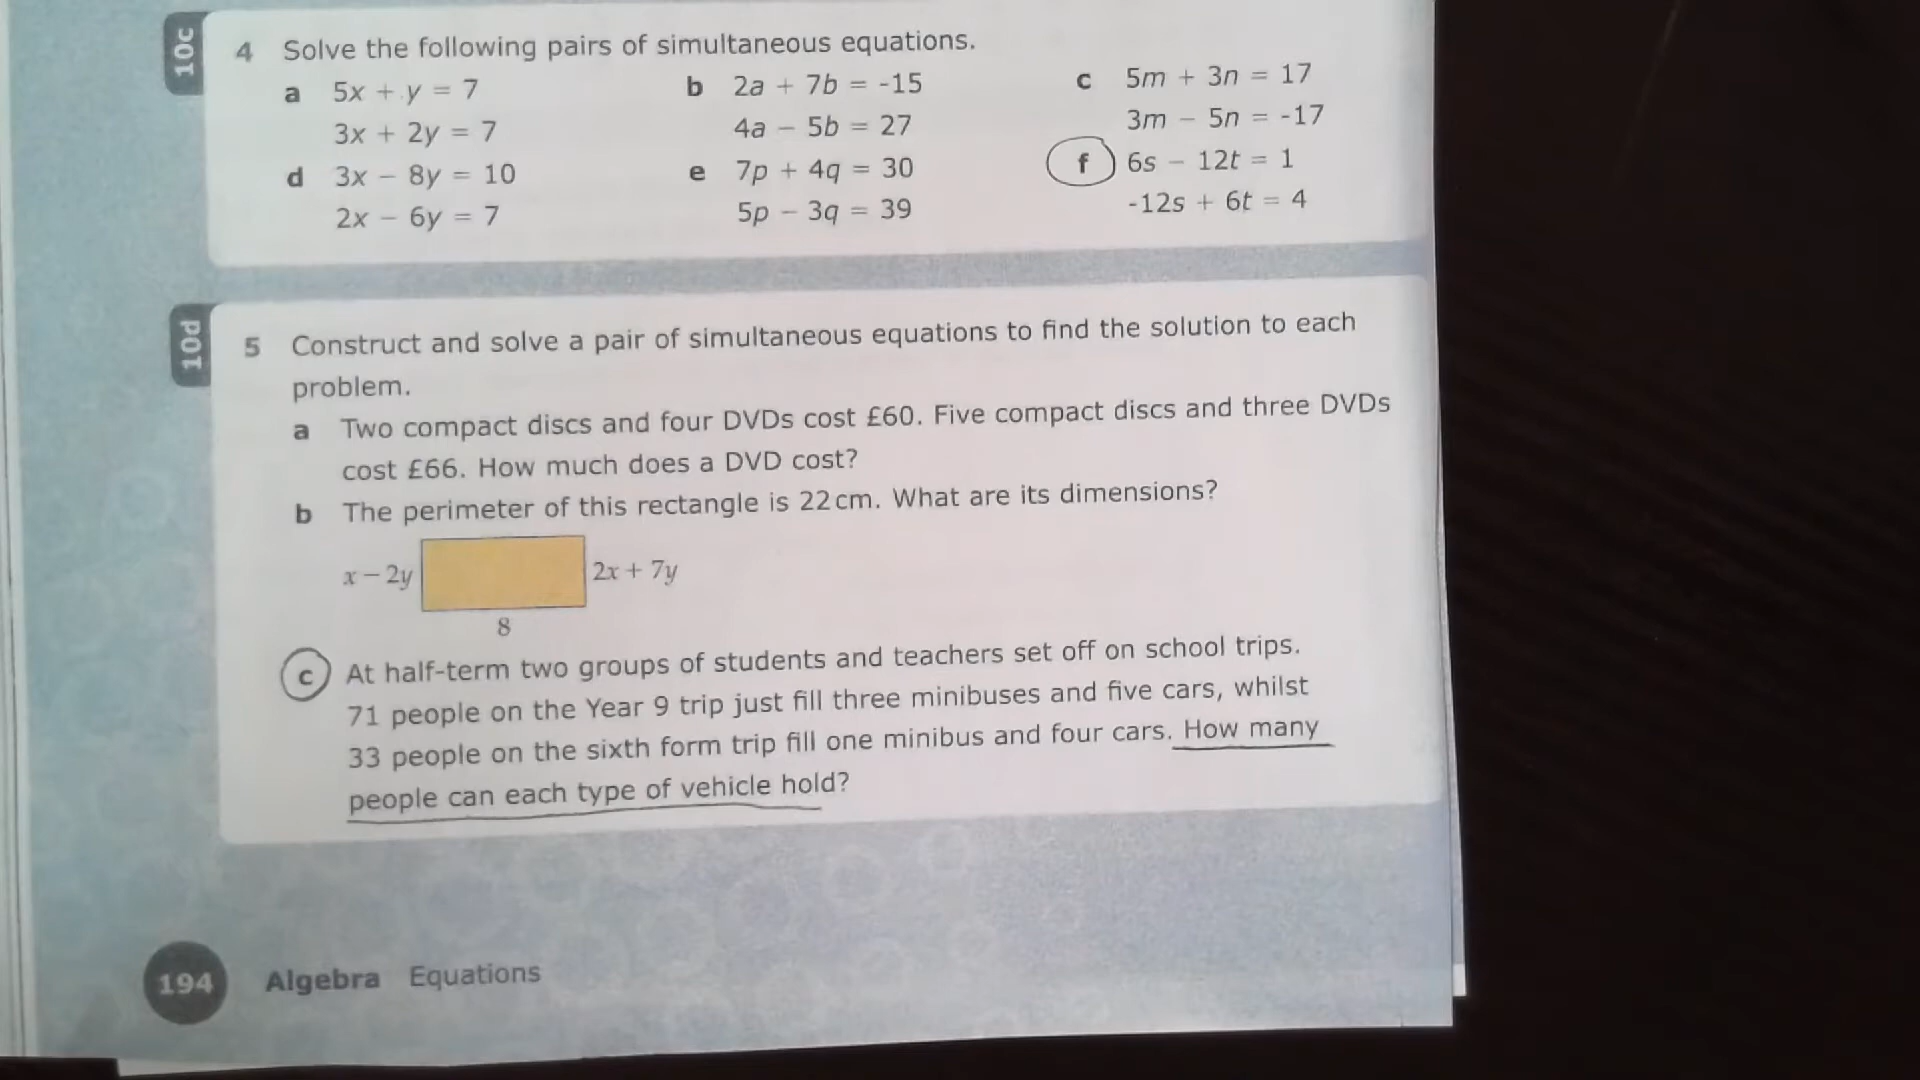 10c
4 Solve the following pairs of simultaneous equations.
a 5x + y = 7 b 2a + 7b = -15 c 5m + 3n = 17
3x + 2y = 7 4a − 5b = 27 3m − 5n = -17
d 3x − 8y = 10 e 7p + 4q = 30 f 6s − 12t = 1
2x − 6y = 7 5p − 3q = 39 -12s + 6t = 4
10d
5 Construct and solve a pair of simultaneous equations to find the solution to each
problem.
a Two compact discs and four DVDs cost £60. Five compact discs and three DVDs
cost £66. How much does a DVD cost?
b The perimeter of this rectangle is 22 cm. What are its dimensions?
x − 2y 2x + 7y
8
c At half-term two groups of students and teachers set off on school trips.
71 people on the Year 9 trip just fill three minibuses and five cars, whilst
33 people on the sixth form trip fill one minibus and four cars. How many
people can each type of vehicle hold?
194 Algebra Equations